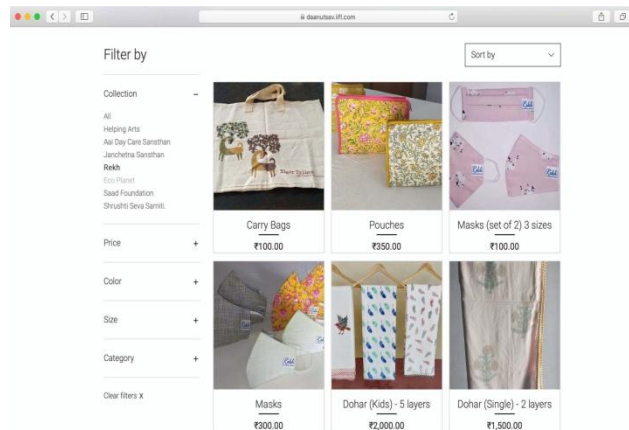 daanutsav.iifl.com
Filter by
Sort by
Collection –
All
Helping Arts
Aai Day Care Sansthan
Janchetna Sansthan
Rekh
Eco Planet
Saad Foundation
Shrushti Seva Samiti.
Price +
Color +
Size +
Category +
Clear filters x
Carry Bags
₹100.00
Pouches
₹350.00
Masks (set of 2) 3 sizes
₹100.00
Masks
₹300.00
Dohar (Kids) - 5 layers
₹2,000.00
Dohar (Single) - 2 layers
₹1,500.00